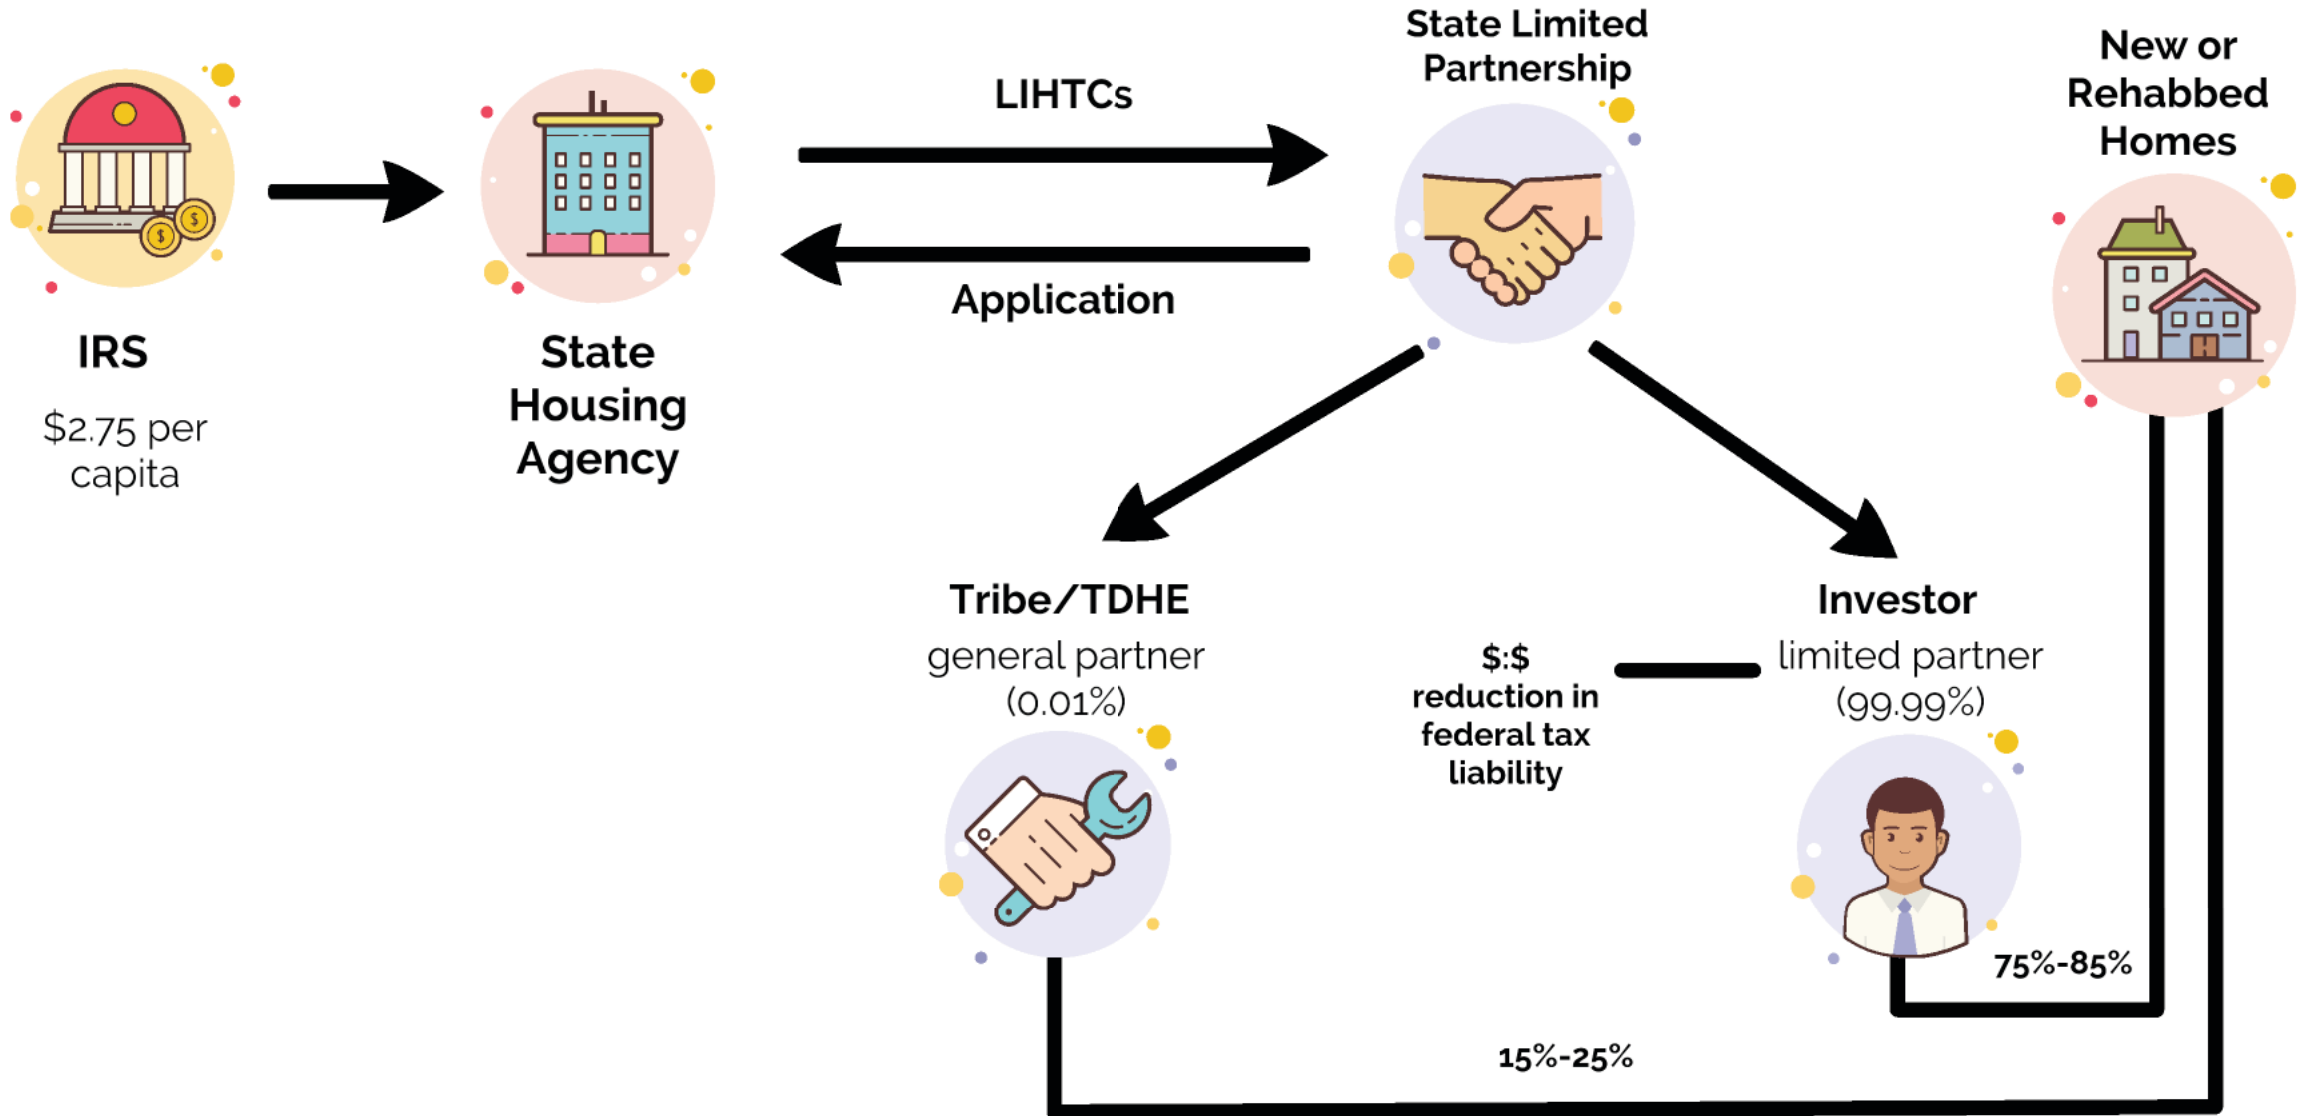 IRS
$2.75 per
capita
$
$
State
Housing
Agency
LIHTCs
Application
State Limited
Partnership
New or
Rehabbed
Homes
Tribe/TDHE
general partner
(0.01%)
$:$
reduction in
federal tax
liability
Investor
limited partner
(99.99%)
75%-85%
15%-25%